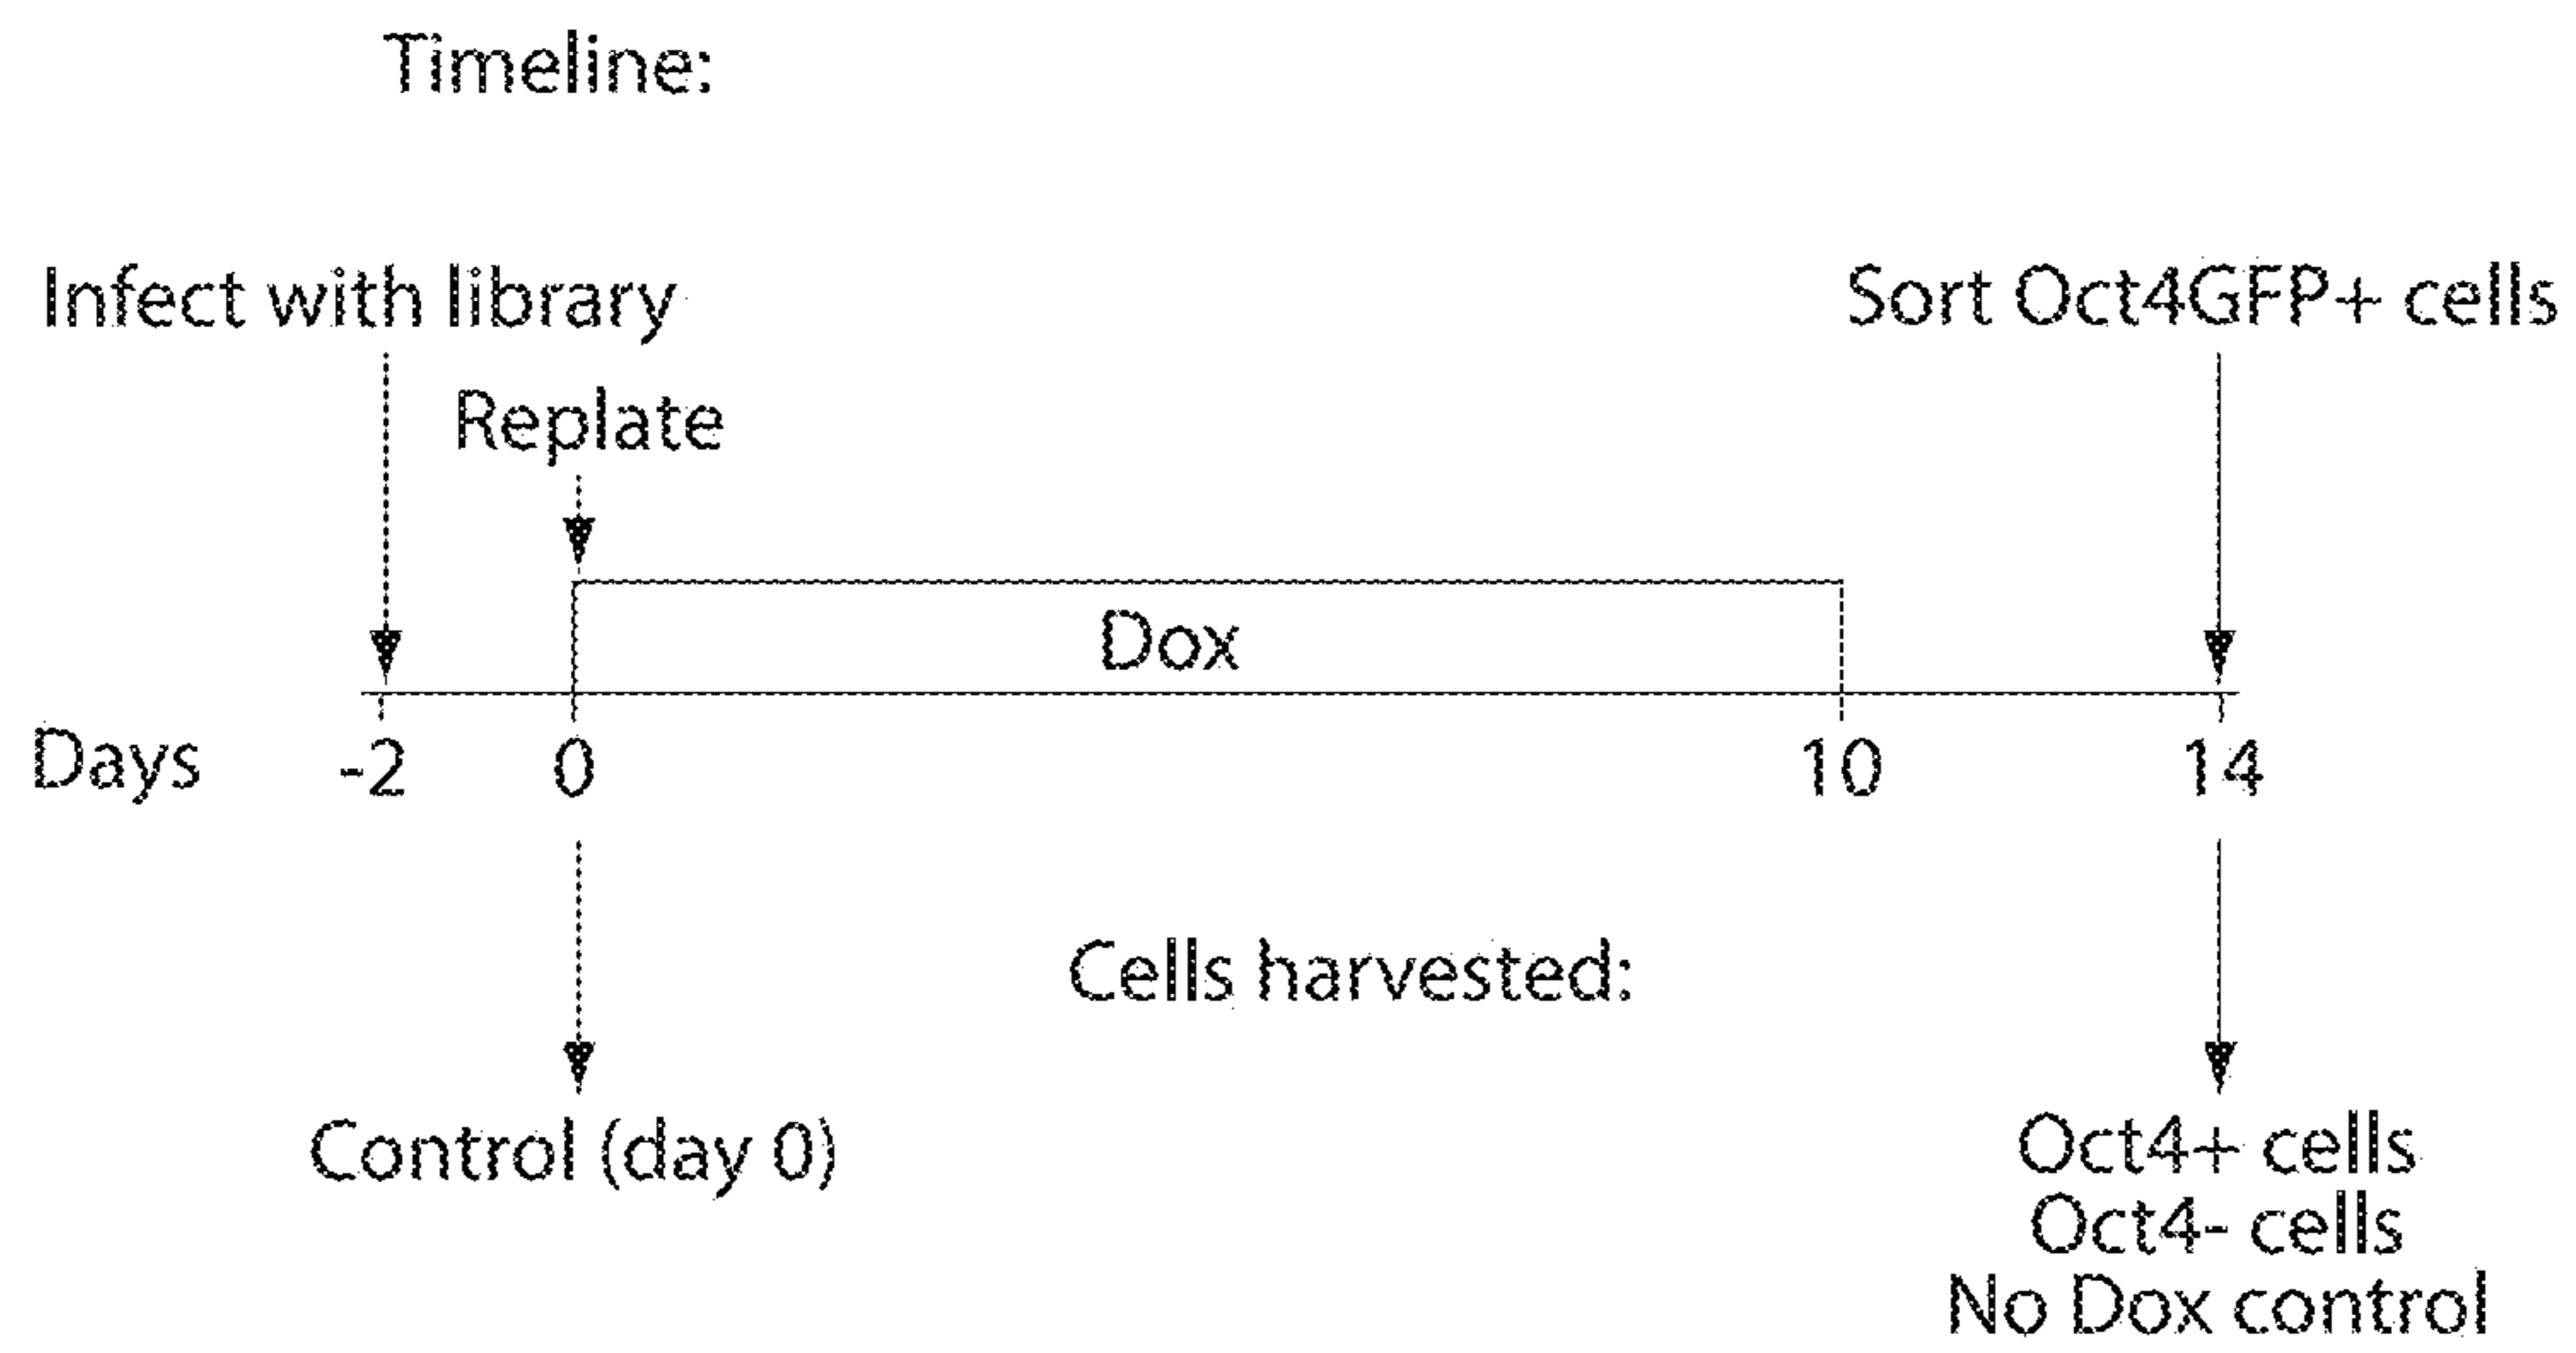 Timeline:
Infect with library
Sort Oct4GFP+ cells
Replate
Dox
Days -2 0 10 14
Cells harvested:
Control (day 0)
Oct4+ cells
Oct4- cells
No Dox control